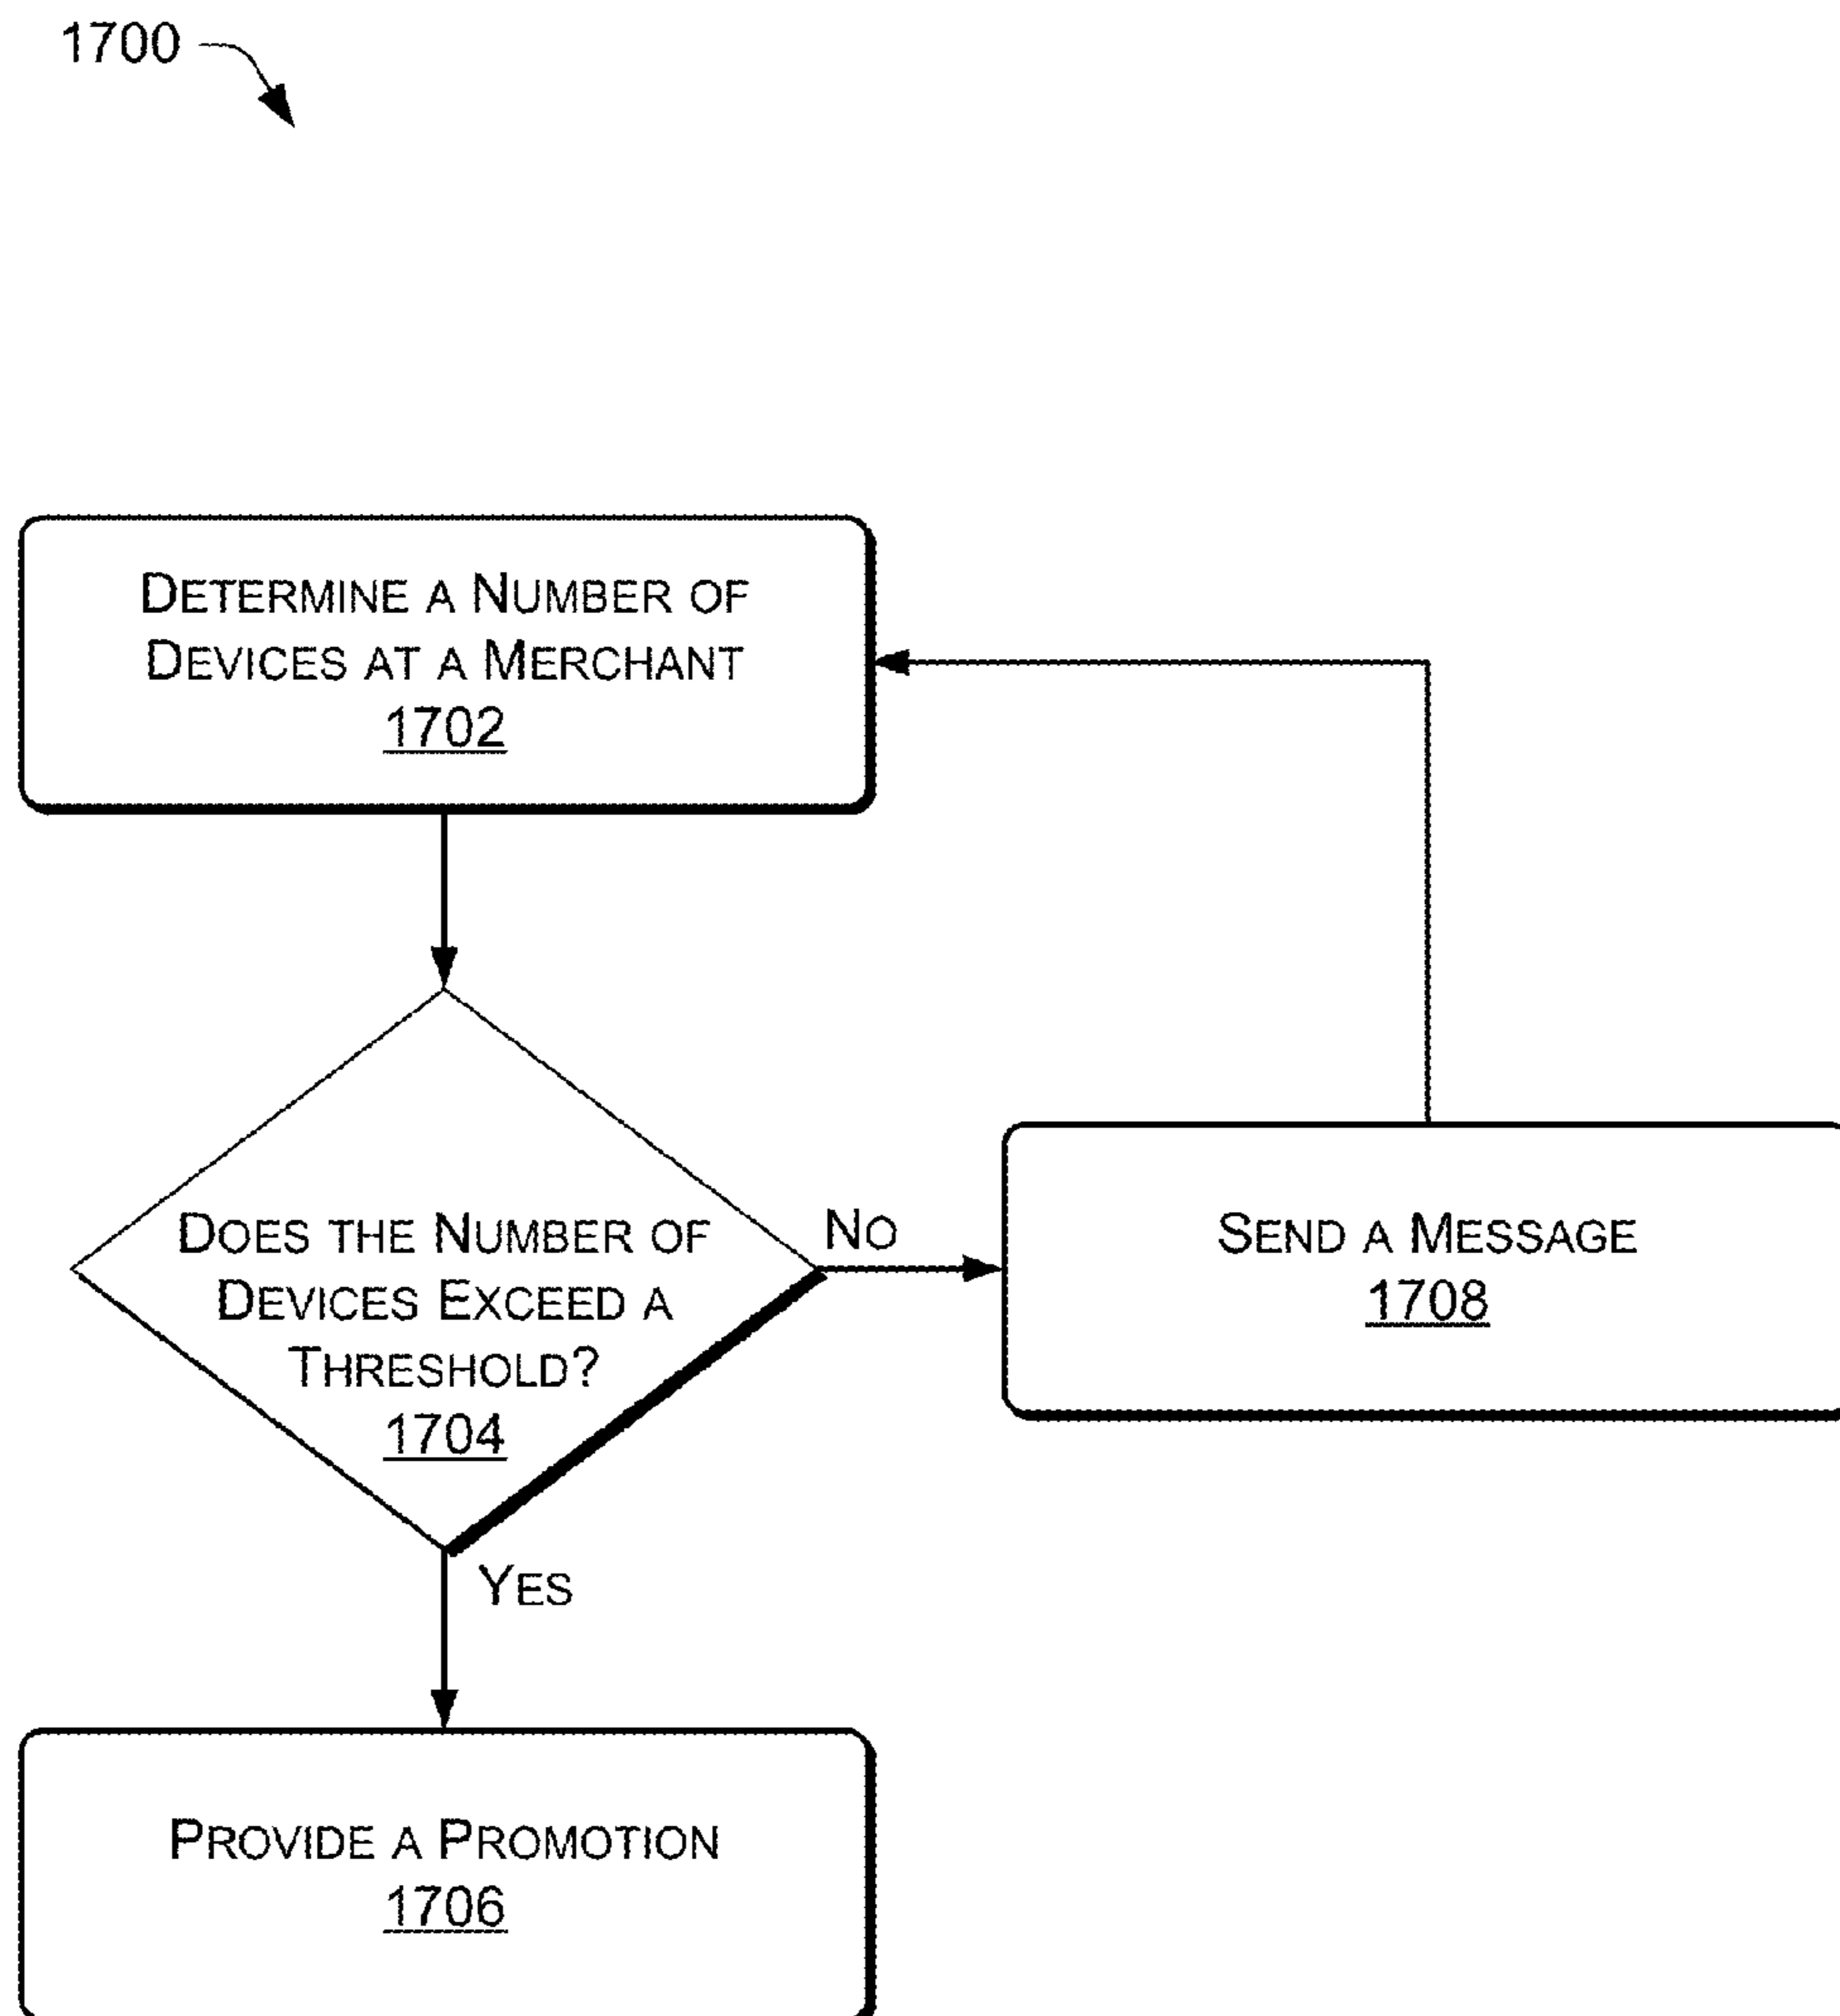 1700
DETERMINE A NUMBER OF
DEVICES AT A MERCHANT
1702
DOES THE NUMBER OF
DEVICES EXCEED A
THRESHOLD?
1704
NO
SEND A MESSAGE
1708
YES
PROVIDE A PROMOTION
1706